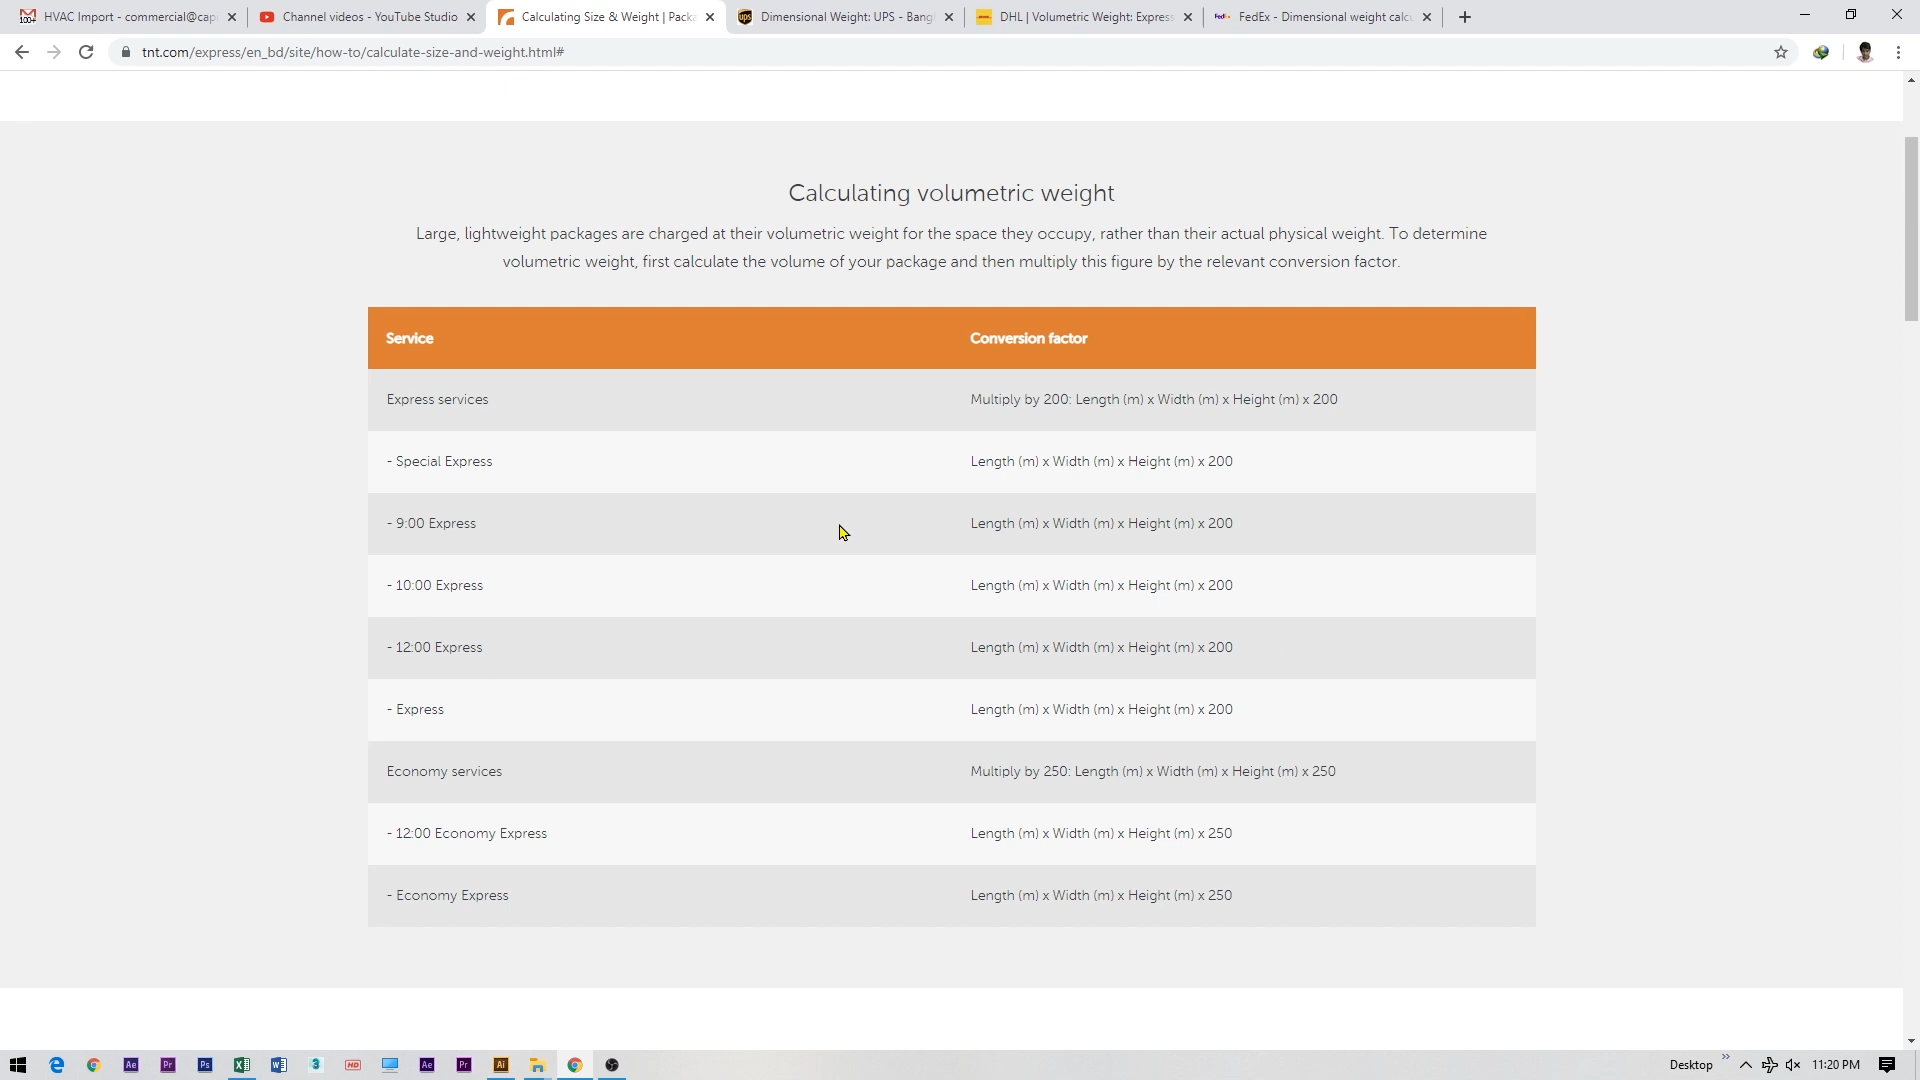 HVAC Import - commercial@cap
Channel videos - YouTube Studio
Calculating Size & Weight | Packa
Dimensional Weight: UPS - Bangl
DHL | Volumetric Weight: Express
FedEx - Dimensional weight calcu
tnt.com/express/en_bd/site/how-to/calculate-size-and-weight.html#
Calculating volumetric weight
Large, lightweight packages are charged at their volumetric weight for the space they occupy, rather than their actual physical weight. To determine
volumetric weight, first calculate the volume of your package and then multiply this figure by the relevant conversion factor.
Service Conversion factor
Express services Multiply by 200: Length (m) x Width (m) x Height (m) x 200
- Special Express Length (m) x Width (m) x Height (m) x 200
- 9:00 Express Length (m) x Width (m) x Height (m) x 200
- 10:00 Express Length (m) x Width (m) x Height (m) x 200
- 12:00 Express Length (m) x Width (m) x Height (m) x 200
- Express Length (m) x Width (m) x Height (m) x 200
Economy services Multiply by 250: Length (m) x Width (m) x Height (m) x 250
- 12:00 Economy Express Length (m) x Width (m) x Height (m) x 250
- Economy Express Length (m) x Width (m) x Height (m) x 250
Desktop 11:20 PM